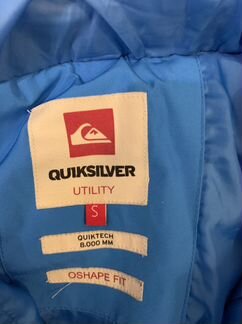 QUIKSILVER
UTILITY
S
QUIKTECH
8.000 MM
OSHAPE FIT